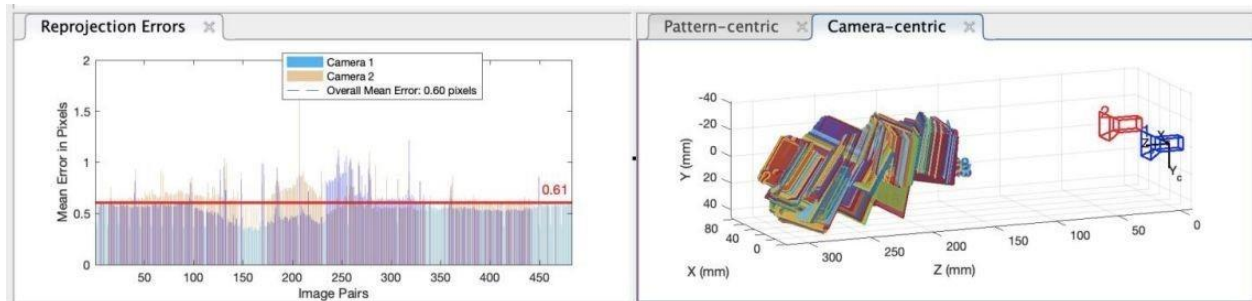 Reprojection Errors
Camera 1
Camera 2
Overall Mean Error: 0.60 pixels
Mean Error in Pixels
2
1.5
1
0.5
0
0.61
50 100 150 200 250 300 350 400 450
Image Pairs
Pattern-centric Camera-centric
-40
-20
0
20
40
Y (mm)
80
40
0
X (mm)
300 250 200 150 100 50 0
Z (mm)
2
Z
X
Yc